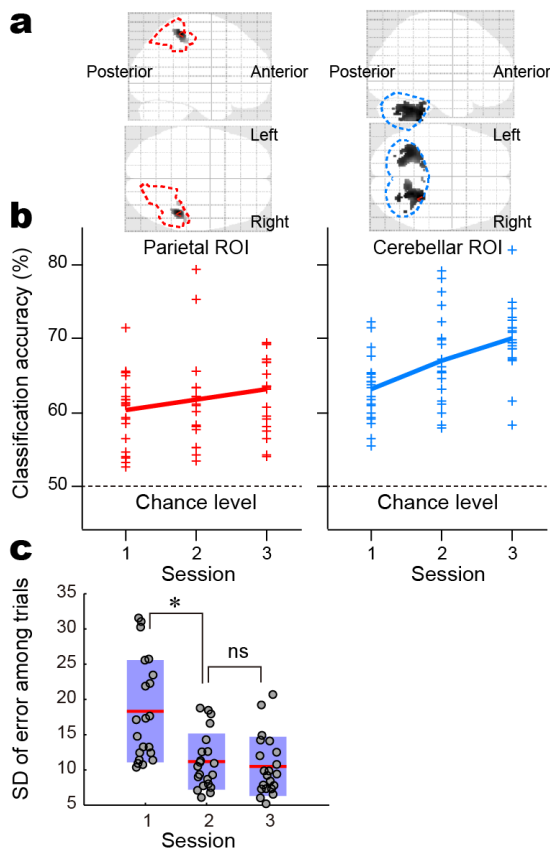 a
Posterior Anterior Posterior Anterior
Left Left
Right Right
b
Parietal ROI Cerebellar ROI
Classification accuracy (%)
80
70
60
50
Chance level Chance level
1 2 3 1 2 3
Session Session
c
SD of error among trials
35
30
25
20
15
10
5
* ns
1 2 3
Session